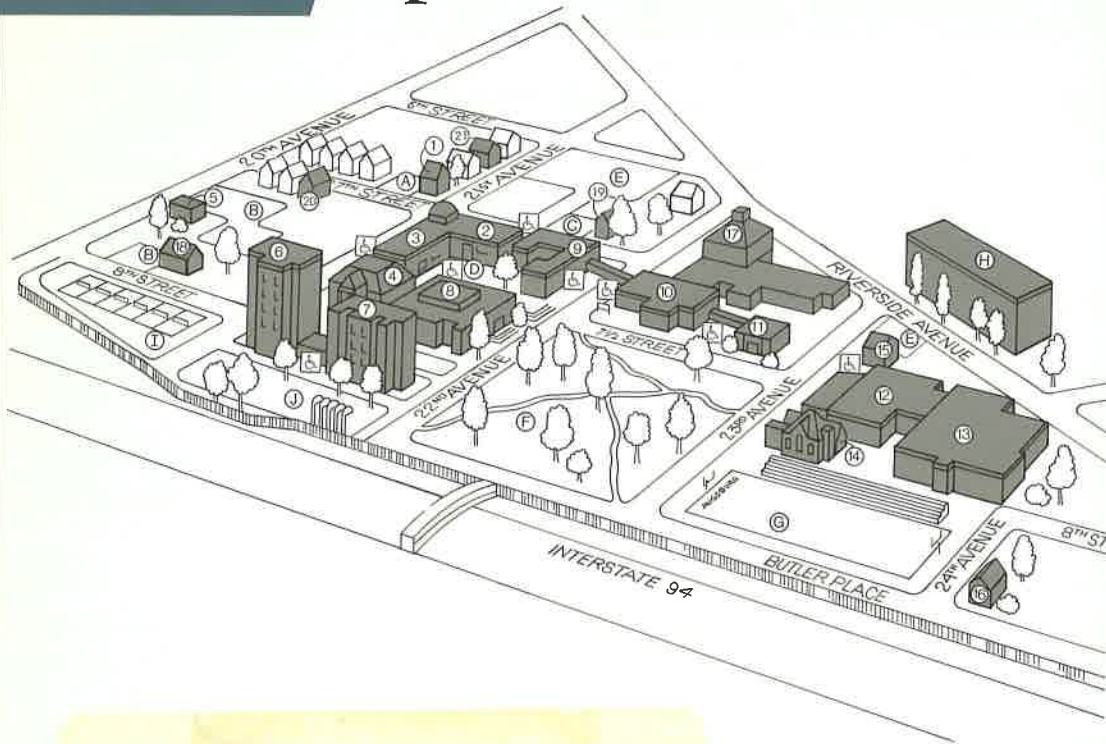 p
20TH AVENUE
6TH STREET
21
1
A
21ST AVENUE
E
19
5
B
20
7TH STREET
C
17
H
RIVERSIDE AVENUE
18
B
6
3
2
9
D
4
8
10
8TH STREET
7
7½ STREET
11
15
E
I
J
22ND AVENUE
23RD AVENUE
12
F
14
13
AUGSBURG
G
INTERSTATE 94
BUTLER PLACE
24TH AVENUE
8TH ST
16